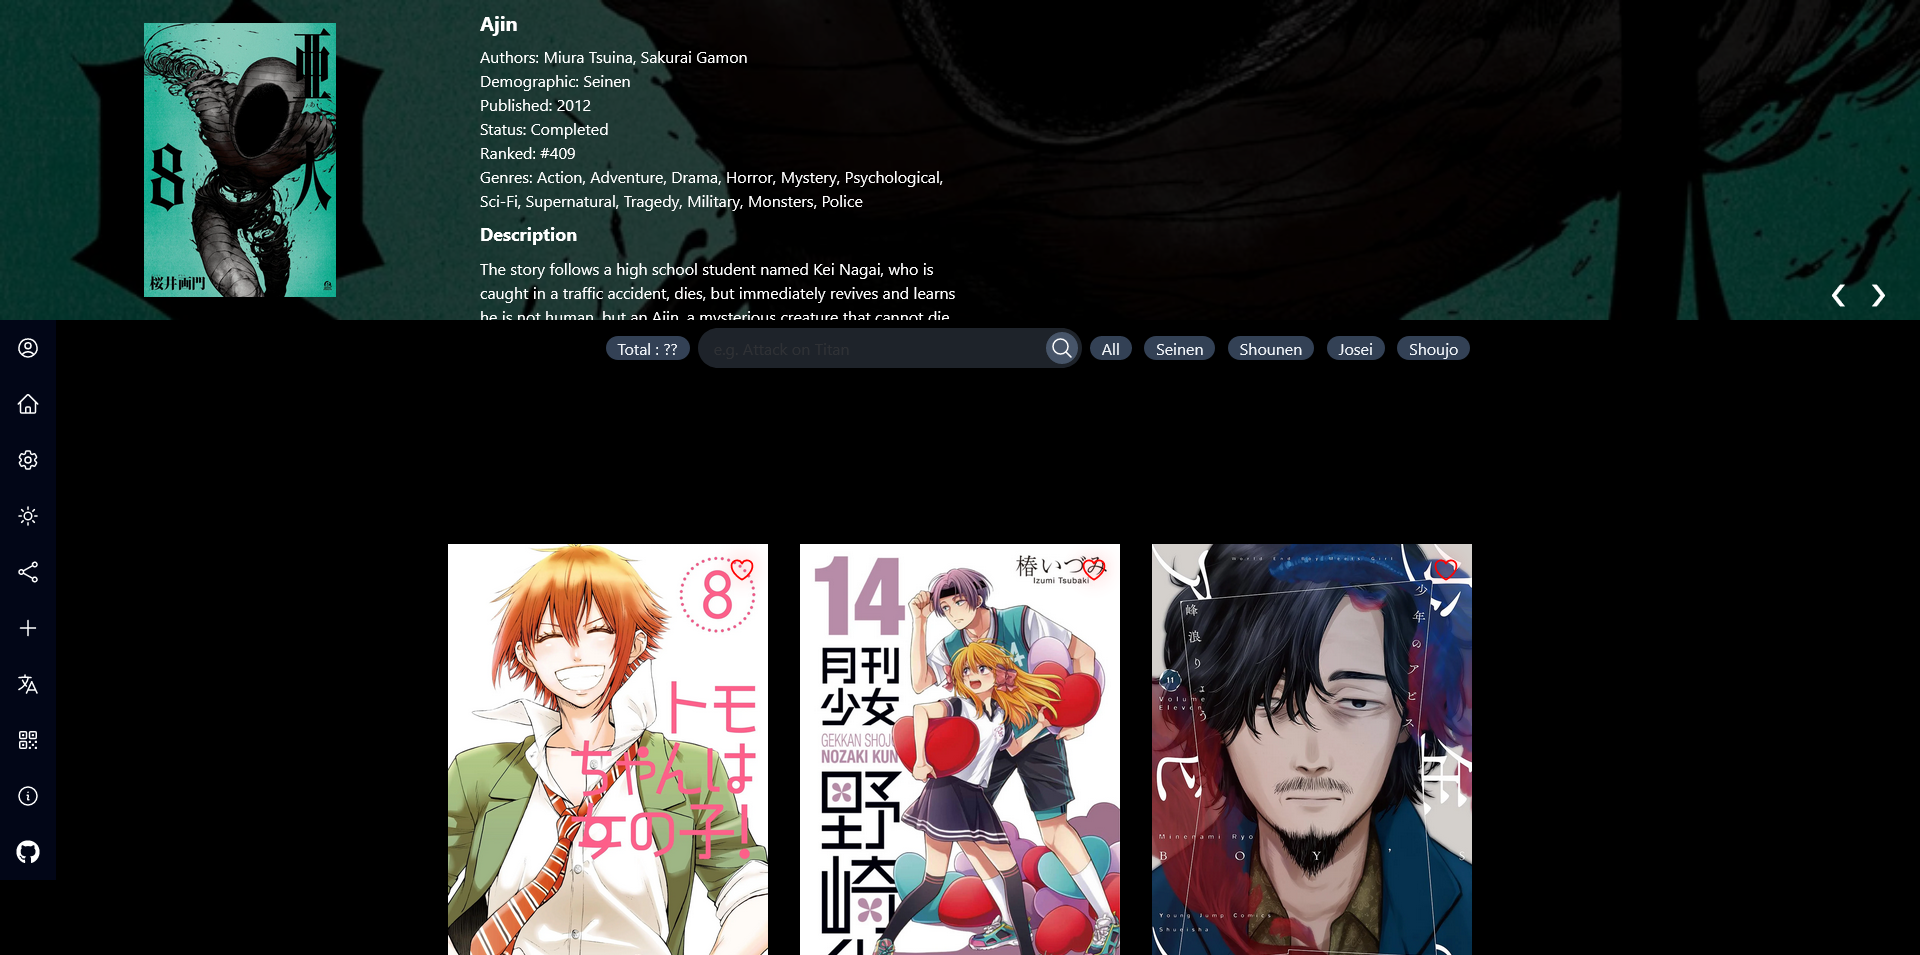 亜人
8
桜井画門
Ajin
Authors: Miura Tsuina, Sakurai Gamon
Demographic: Seinen
Published: 2012
Status: Completed
Ranked: #409
Genres: Action, Adventure, Drama, Horror, Mystery, Psychological,
Sci-Fi, Supernatural, Tragedy, Military, Monsters, Police
Description
The story follows a high school student named Kei Nagai, who is
caught in a traffic accident, dies, but immediately revives and learns
he is not human, but an Ajin, a mysterious creature that cannot die
Total : ??
e.g. Attack on Titan
All
Seinen
Shounen
Josei
Shoujo
8
トモ
ちゃんは
女の子!
14
椿いづみ
Izumi Tsubaki
月刊
少女
GEKKAN SHOJO
NOZAKI KUN
野
崎
World End Boy Meets Girl
峰浪りょう
少年のアビス
11
Volume
Eleven
Minenami Ryo
BOY's
Young Jump Comics
Shueisha